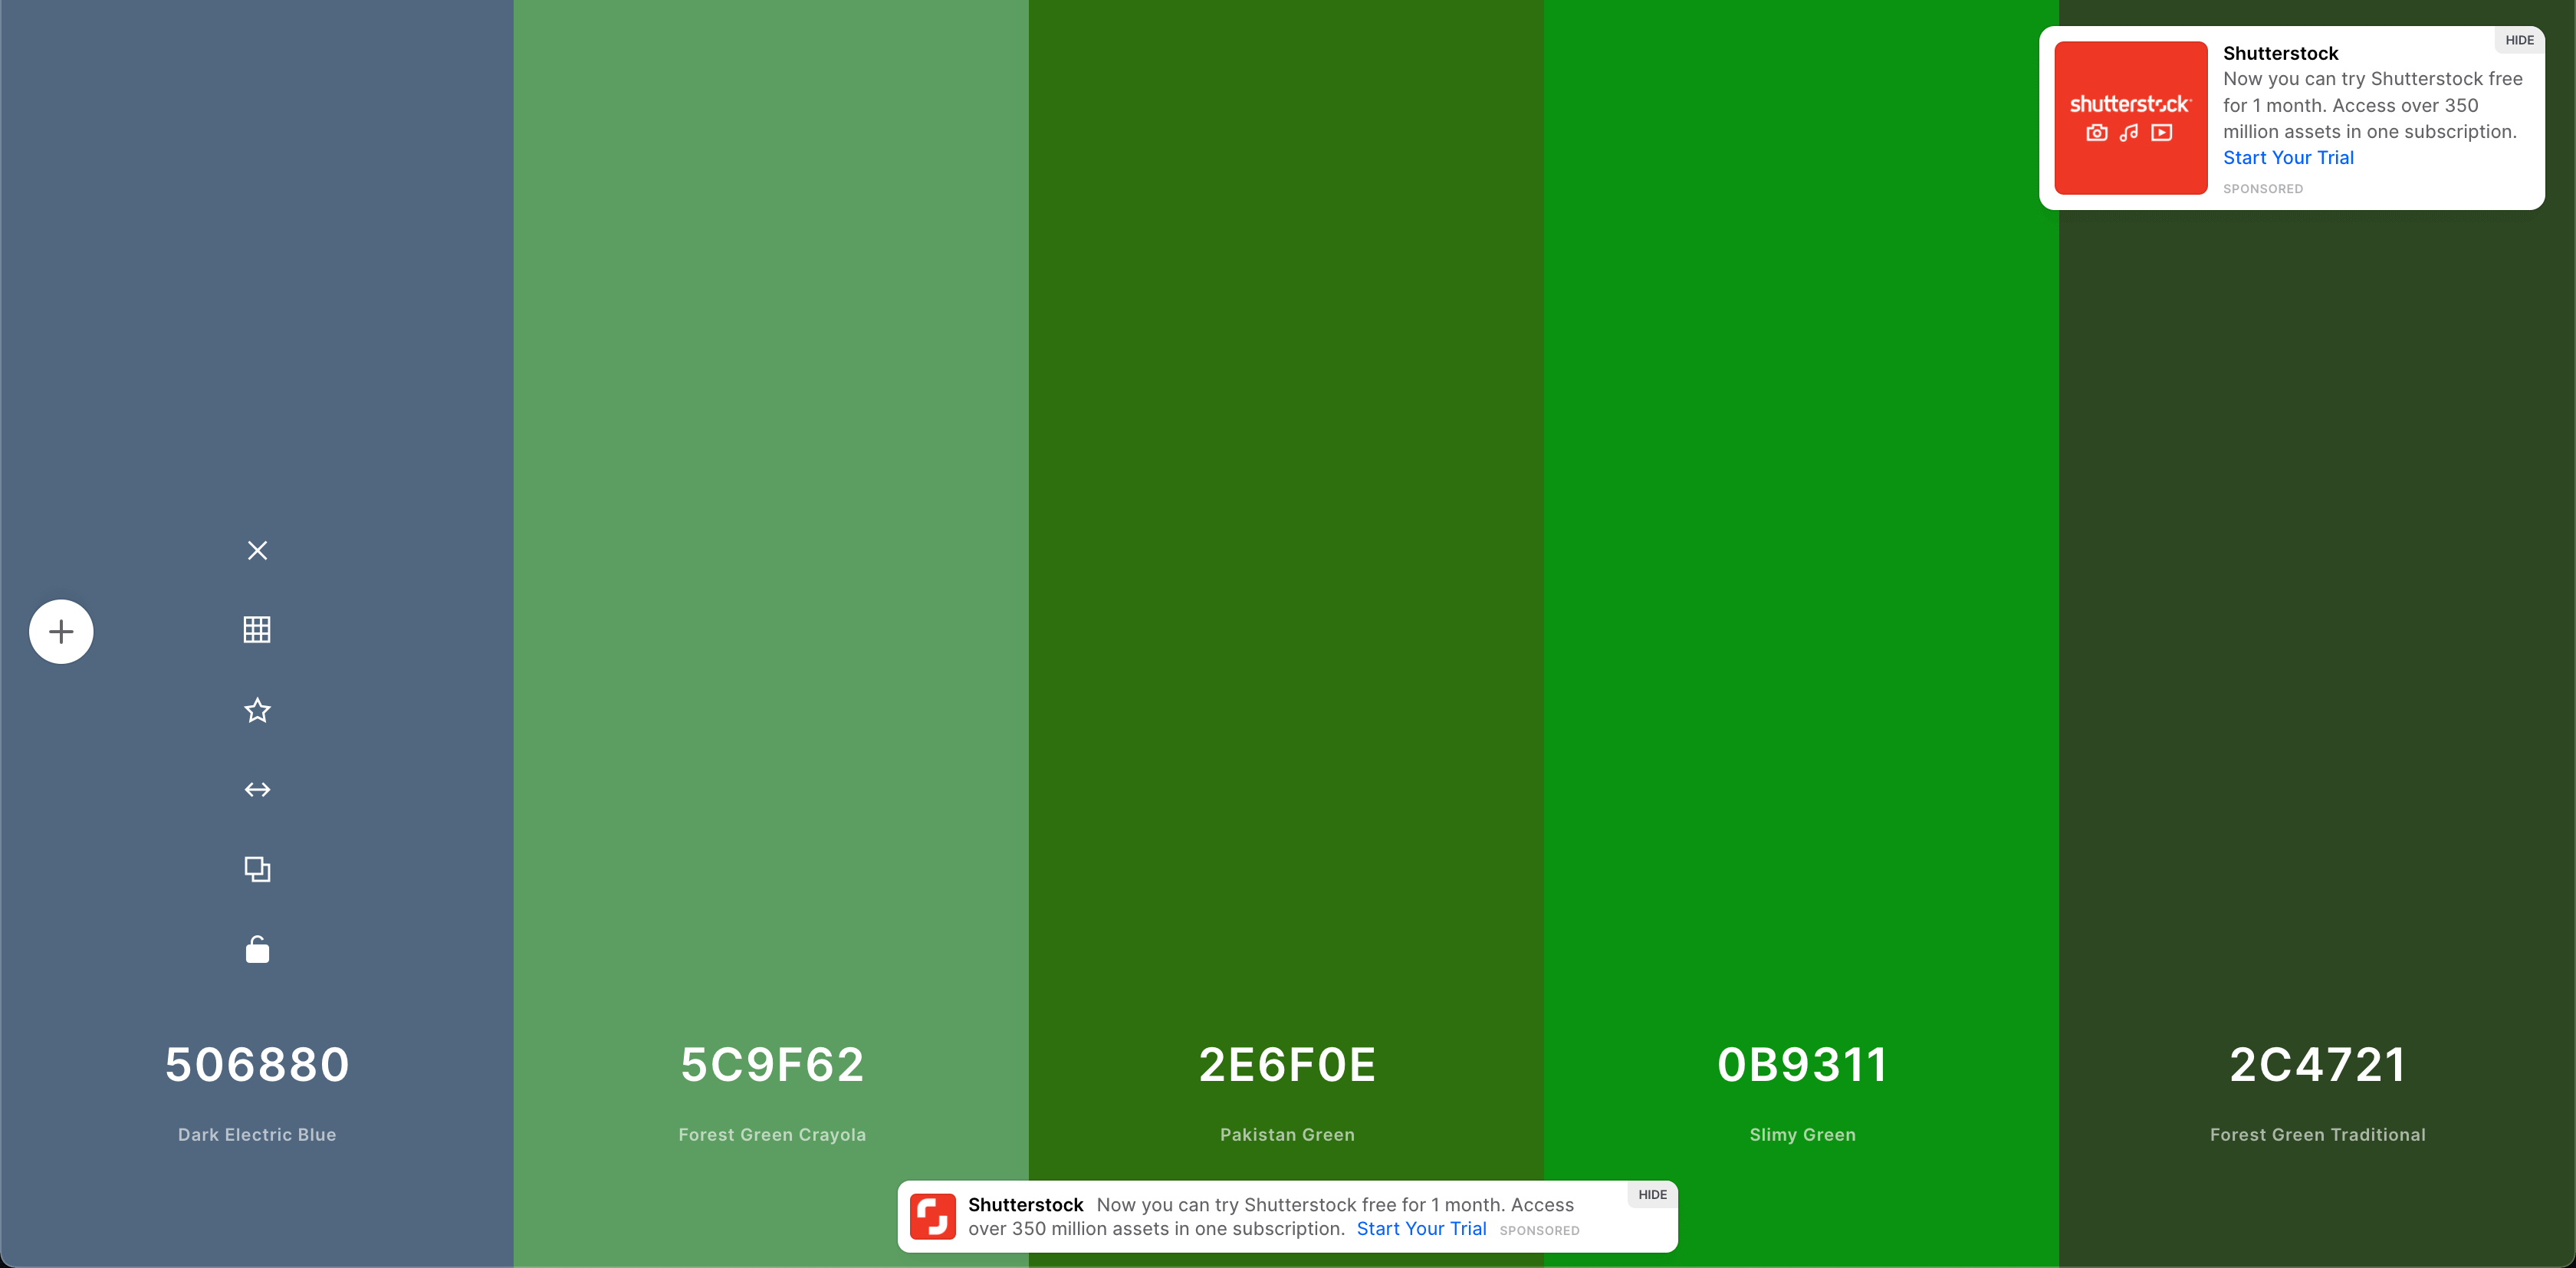 HIDE
Shutterstock
Now you can try Shutterstock free
for 1 month. Access over 350
million assets in one subscription.
Start Your Trial
SPONSORED
shutterstock
506880
Dark Electric Blue
5C9F62
Forest Green Crayola
2E6F0E
Pakistan Green
0B9311
Slimy Green
2C4721
Forest Green Traditional
HIDE
Shutterstock Now you can try Shutterstock free for 1 month. Access
over 350 million assets in one subscription. Start Your Trial SPONSORED